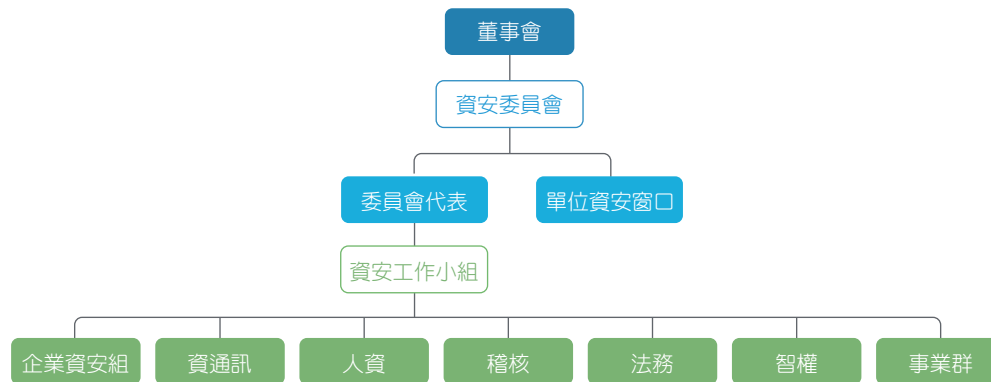 董事會
資安委員會
委員會代表
單位資安窗口
資安工作小組
企業資安組
資通訊
人資
稽核
法務
智權
事業群